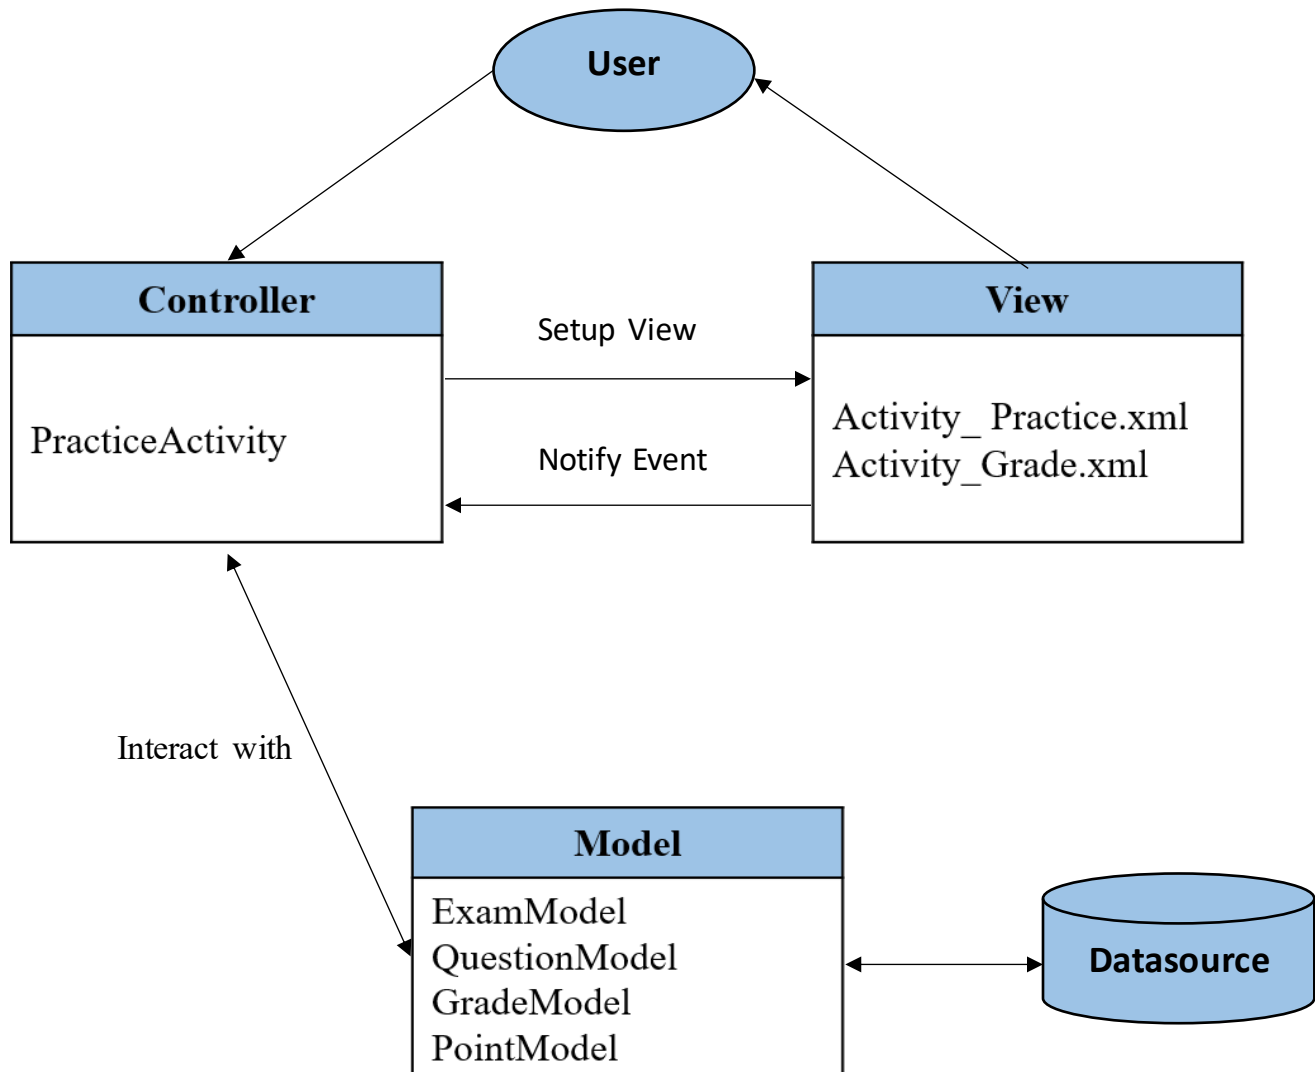 User
Controller
PracticeActivity
Setup View
Notify Event
View
Activity_ Practice.xml
Activity_Grade.xml
Interact with
Model
ExamModel
QuestionModel
GradeModel
PointModel
Datasource